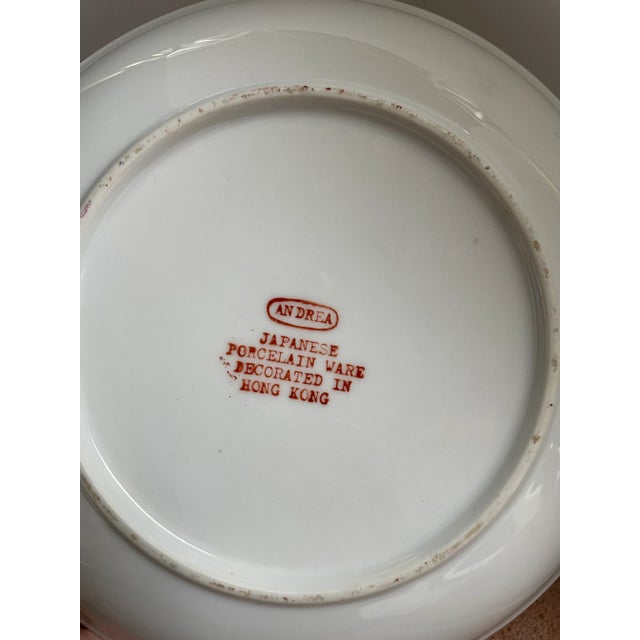 ANDREA
JAPANESE
PORCELAIN WARE
DECORATED IN
HONG KONG